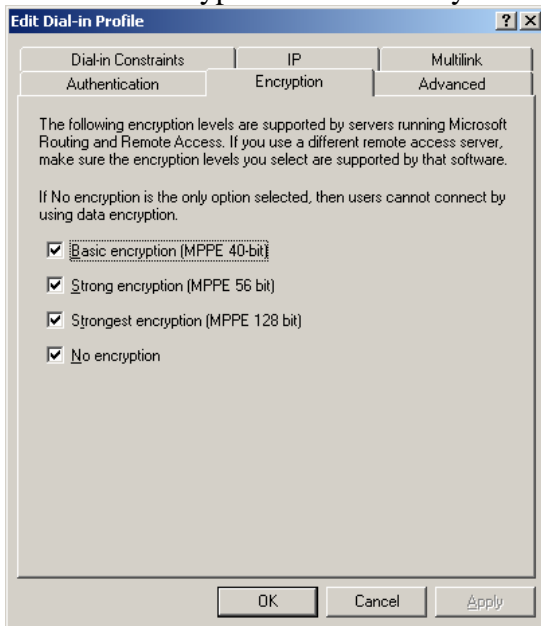 Edit Dial-in Profile
Dial-in Constraints IP Multilink
Authentication Encryption Advanced
The following encryption levels are supported by servers running Microsoft
Routing and Remote Access. If you use a different remote access server,
make sure the encryption levels you select are supported by that software.
If No encryption is the only option selected, then users cannot connect by
using data encryption.
Basic encryption (MPPE 40-bit)
Strong encryption (MPPE 56 bit)
Strongest encryption (MPPE 128 bit)
No encryption
OK Cancel Apply